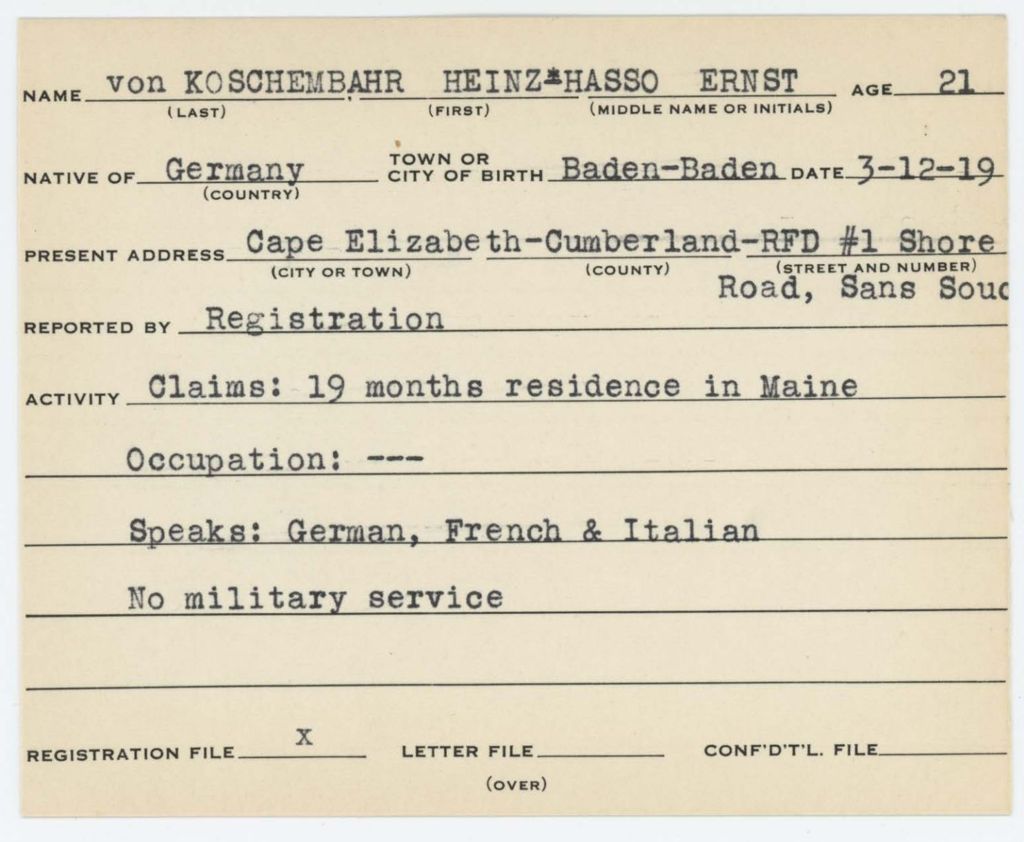 NAME von KOSCHEMBAHR HEINZ*HASSO ERNST AGE 21
(LAST) (FIRST) (MIDDLE NAME OR INITIALS)
NATIVE OF Germany TOWN OR CITY OF BIRTH Baden-Baden DATE 3-12-19
(COUNTRY)
PRESENT ADDRESS Cape Elizabeth-Cumberland-RFD #1 Shore
(CITY OR TOWN) (COUNTY) (STREET AND NUMBER)
Road, Sans Souc
REPORTED BY Registration
ACTIVITY Claims: 19 months residence in Maine
Occupation: ---
Speaks: German, French & Italian
No military service
REGISTRATION FILE X LETTER FILE CONF'D'T'L. FILE
(OVER)